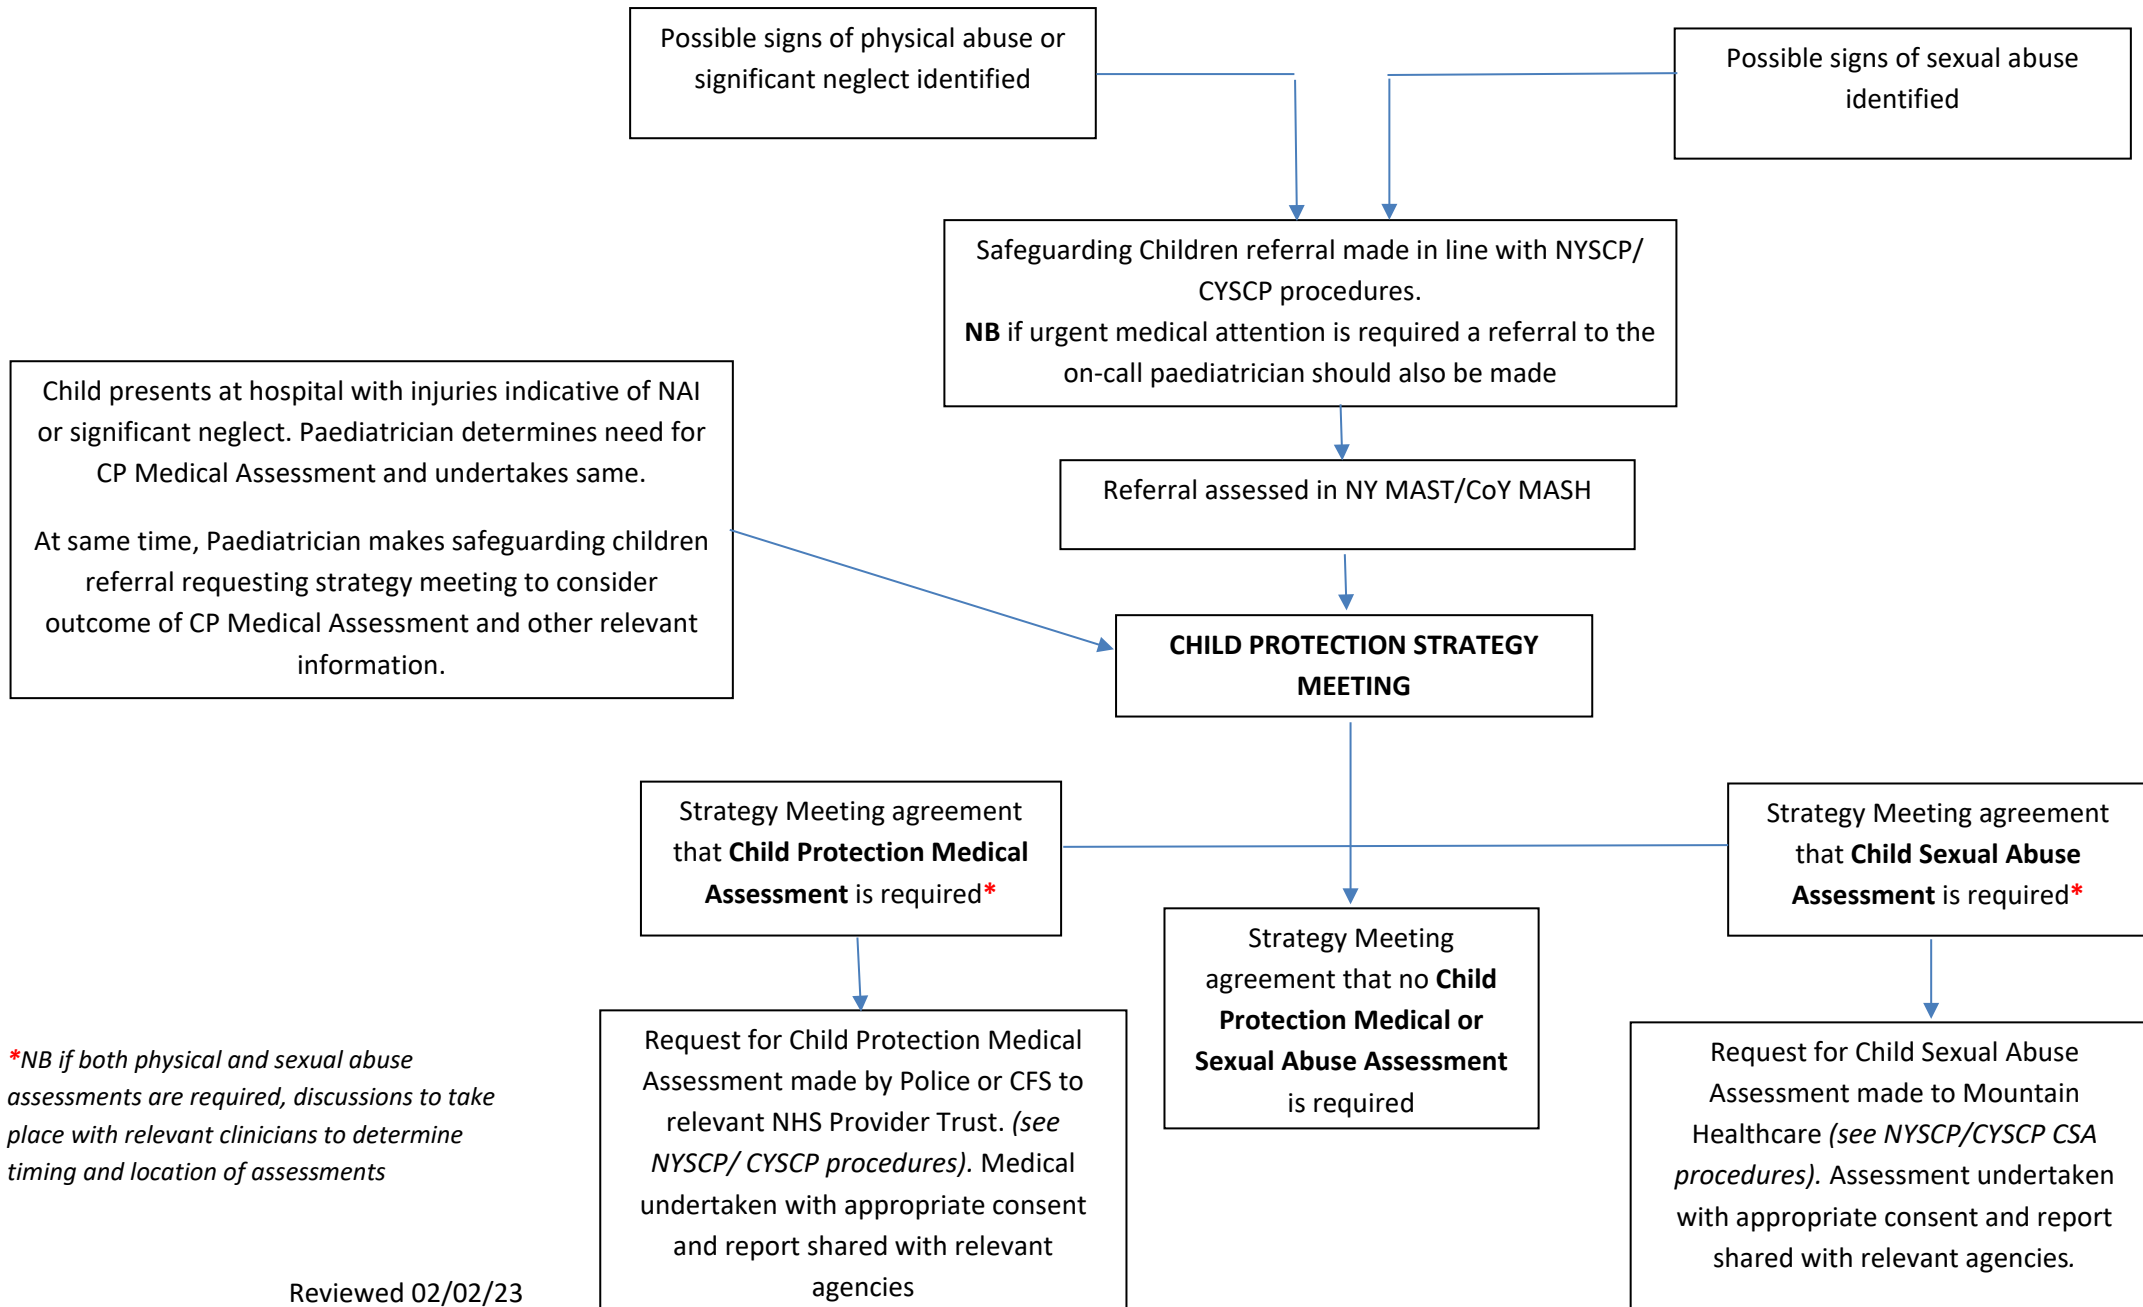 Possible signs of physical abuse or
significant neglect identified
Possible signs of sexual abuse
identified
Safeguarding Children referral made in line with NYSCP/
CYSCP procedures.
NB if urgent medical attention is required a referral to the
on-call paediatrician should also be made
Child presents at hospital with injuries indicative of NAI
or significant neglect. Paediatrician determines need for
CP Medical Assessment and undertakes same.
At same time, Paediatrician makes safeguarding children
referral requesting strategy meeting to consider
outcome of CP Medical Assessment and other relevant
information.
Referral assessed in NY MAST/CoY MASH
CHILD PROTECTION STRATEGY
MEETING
Strategy Meeting agreement
that Child Protection Medical
Assessment is required*
Strategy Meeting
agreement that no Child
Protection Medical or
Sexual Abuse Assessment
is required
Strategy Meeting agreement
that Child Sexual Abuse
Assessment is required*
Request for Child Protection Medical
Assessment made by Police or CFS to
relevant NHS Provider Trust. (see
NYSCP/ CYSCP procedures). Medical
undertaken with appropriate consent
and report shared with relevant
agencies
Request for Child Sexual Abuse
Assessment made to Mountain
Healthcare (see NYSCP/CYSCP CSA
procedures). Assessment undertaken
with appropriate consent and report
shared with relevant agencies.
*NB if both physical and sexual abuse
assessments are required, discussions to take
place with relevant clinicians to determine
timing and location of assessments
Reviewed 02/02/23